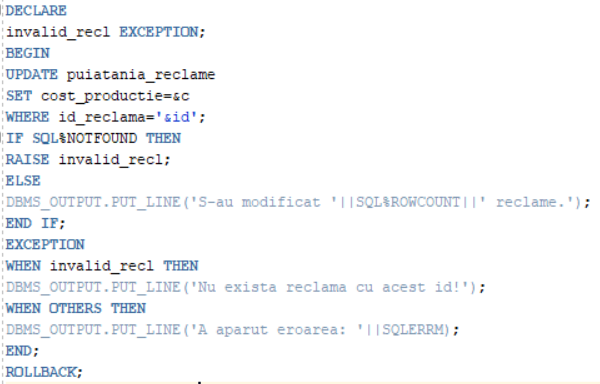 DECLARE
invalid_recl EXCEPTION;
BEGIN
UPDATE puiatania_reclame
SET cost_productie=&c
WHERE id_reclama='&id';
IF SQL%NOTFOUND THEN
RAISE invalid_recl;
ELSE
DBMS_OUTPUT.PUT_LINE('S-au modificat '||SQL%ROWCOUNT||' reclame.');
END IF;
EXCEPTION
WHEN invalid_recl THEN
DBMS_OUTPUT.PUT_LINE('Nu exista reclama cu acest id!');
WHEN OTHERS THEN
DBMS_OUTPUT.PUT_LINE('A aparut eroarea: '||SQLERRM);
END;
ROLLBACK;